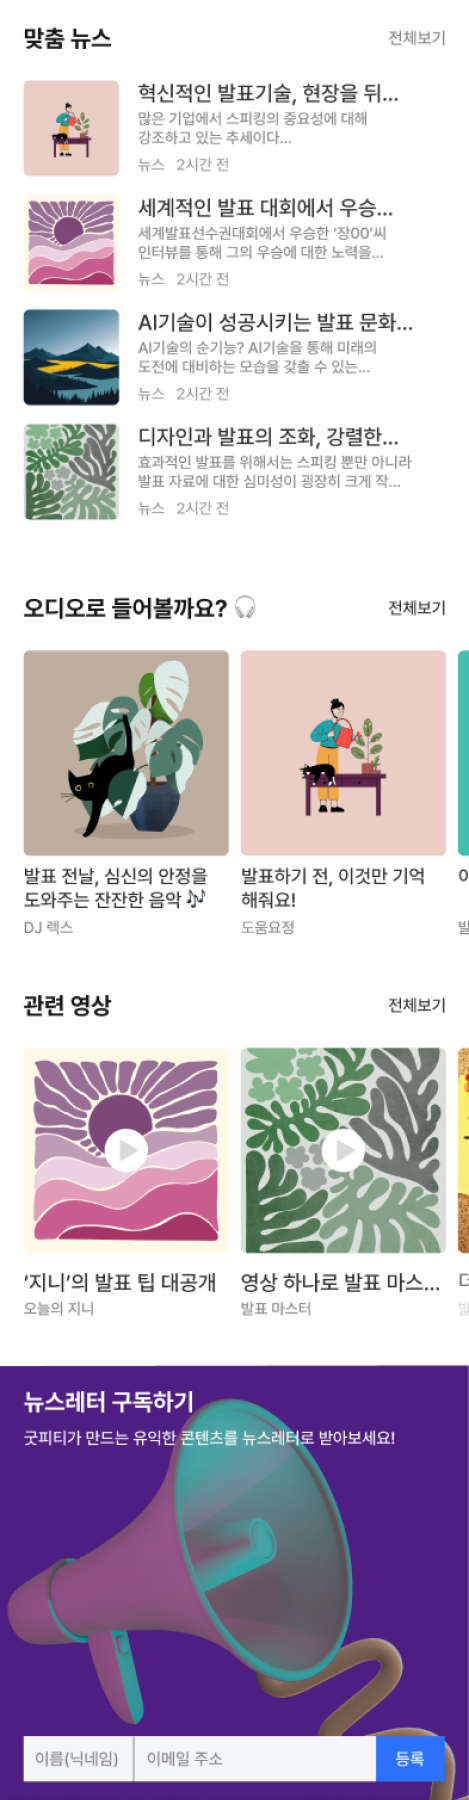 맞춤 뉴스
전체보기
혁신적인 발표기술, 현장을 뒤...
많은 기업에서 스피킹의 중요성에 대해
강조하고 있는 추세이다...
뉴스 2시간 전
세계적인 발표 대회에서 우승...
세계발표선수권대회에서 우승한 ‘장00’씨
인터뷰를 통해 그의 우승에 대한 노력을...
뉴스 2시간 전
AI기술이 성공시키는 발표 문화...
AI기술의 순기능? AI기술을 통해 미래의
도전에 대비하는 모습을 갖출 수 있는...
뉴스 2시간 전
디자인과 발표의 조화, 강렬한...
효과적인 발표를 위해서는 스피킹 뿐만 아니라
발표 자료에 대한 심미성이 굉장히 크게 작...
뉴스 2시간 전
오디오로 들어볼까요? 🎧
전체보기
발표 전날, 심신의 안정을
도와주는 잔잔한 음악 🎶
DJ 렉스
발표하기 전, 이것만 기억
해줘요!
도움요정
관련 영상
전체보기
‘지니’의 발표 팁 대공개
오늘의 지니
영상 하나로 발표 마스...
발표 마스터
뉴스레터 구독하기
굿피티가 만드는 유익한 콘텐츠를 뉴스레터로 받아보세요!
이름(닉네임)
이메일 주소
등록